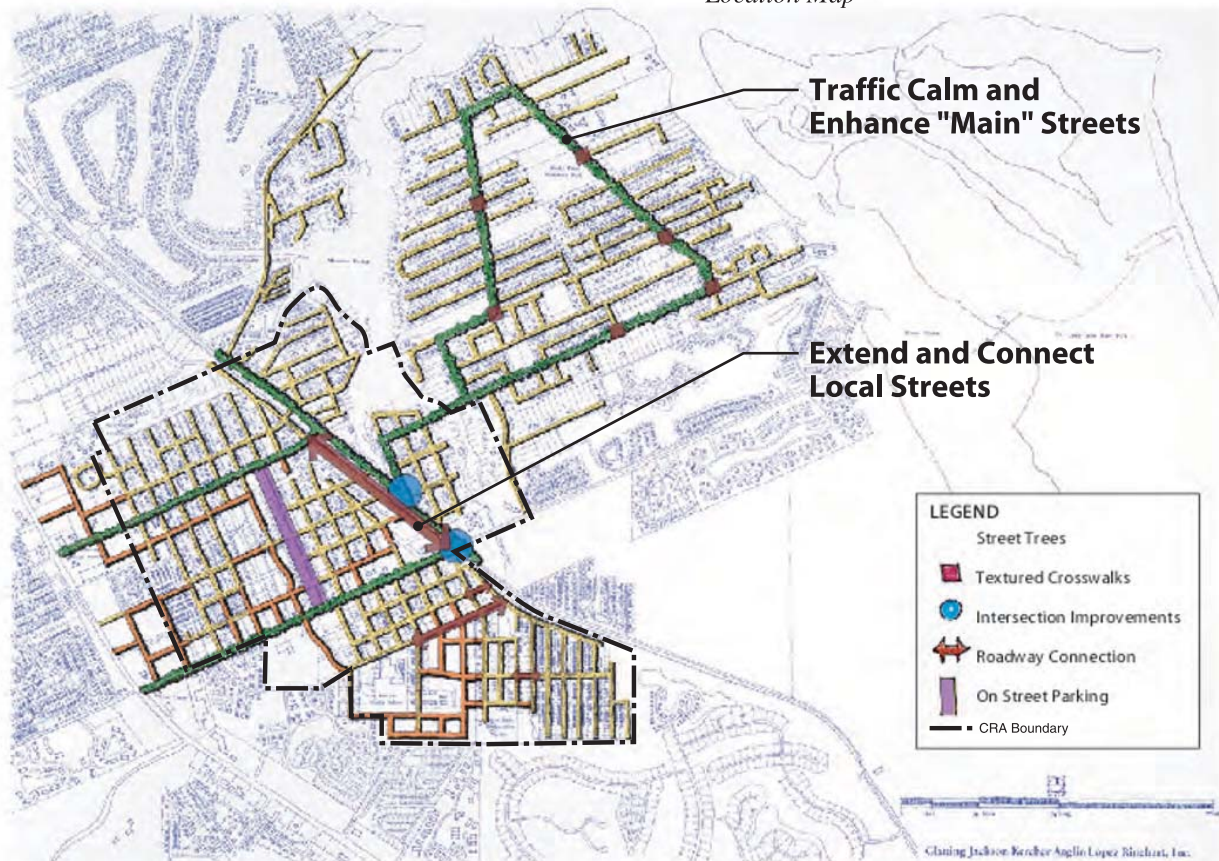 Location Map
Traffic Calm and
Enhance "Main" Streets
Extend and Connect
Local Streets
LEGEND
Street Trees
Textured Crosswalks
Intersection Improvements
Roadway Connection
On Street Parking
CRA Boundary
Glatting Jackson Kercher Anglin Lopez Rinehart, Inc.